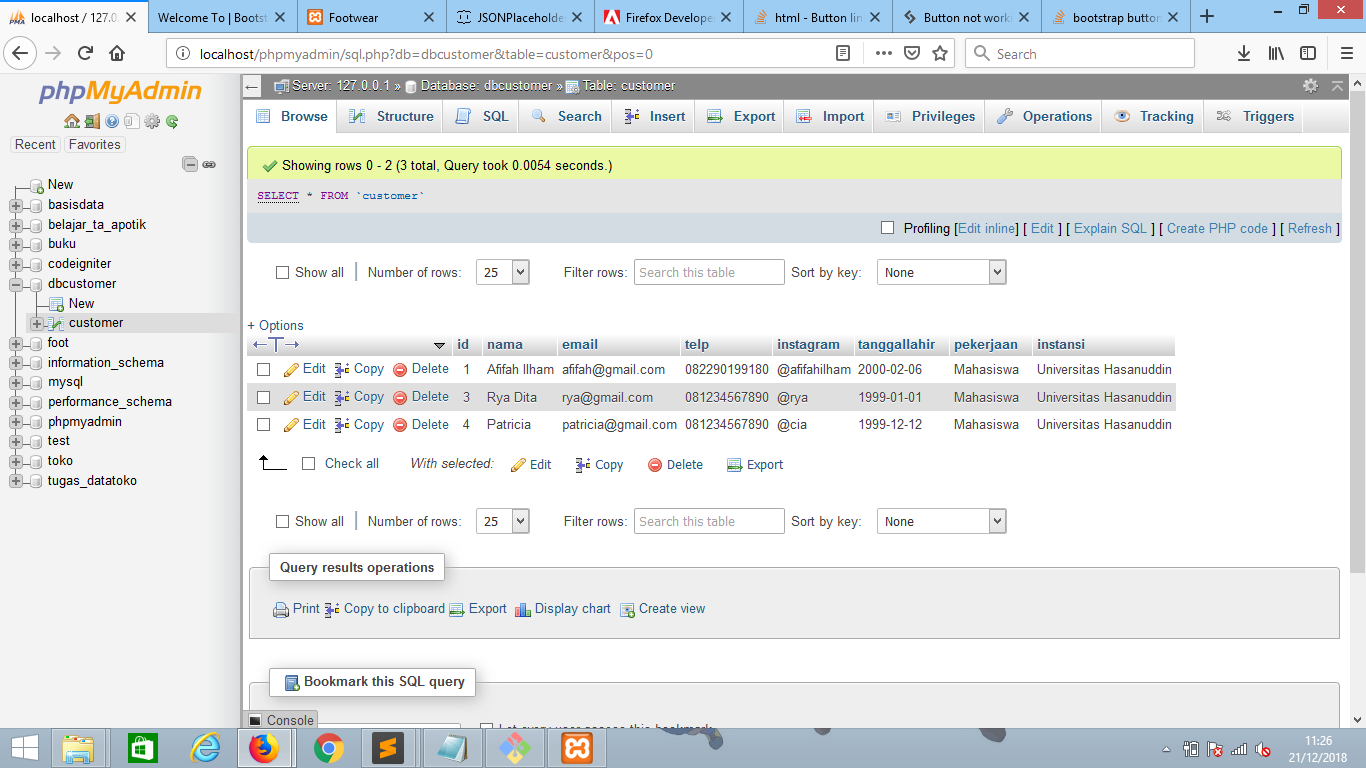 localhost / 127.0.
Welcome To | Bootst
Footwear
JSONPlaceholde
Firefox Develope
html - Button lin
Button not worki
bootstrap button
localhost/phpmyadmin/sql.php?db=dbcustomer&table=customer&pos=0
Search
phpMyAdmin
Recent Favorites
New
basisdata
belajar_ta_apotik
buku
codeigniter
dbcustomer
New
customer
foot
information_schema
mysql
performance_schema
phpmyadmin
test
toko
tugas_datatoko
Server: 127.0.0.1 » Database: dbcustomer » Table: customer
Browse Structure SQL Search Insert Export Import Privileges Operations Tracking Triggers
Showing rows 0 - 2 (3 total, Query took 0.0054 seconds.)
SELECT * FROM `customer`
Profiling [Edit inline] [ Edit ] [ Explain SQL ] [ Create PHP code ] [ Refresh ]
Show all Number of rows: 25 Filter rows: Search this table Sort by key: None
+ Options
←T→ id nama email telp instagram tanggallahir pekerjaan instansi
Edit Copy Delete 1 Afifah Ilham afifah@gmail.com 082290199180 @afifahilham 2000-02-06 Mahasiswa Universitas Hasanuddin
Edit Copy Delete 3 Rya Dita rya@gmail.com 081234567890 @rya 1999-01-01 Mahasiswa Universitas Hasanuddin
Edit Copy Delete 4 Patricia patricia@gmail.com 081234567890 @cia 1999-12-12 Mahasiswa Universitas Hasanuddin
Check all With selected: Edit Copy Delete Export
Show all Number of rows: 25 Filter rows: Search this table Sort by key: None
Query results operations
Print Copy to clipboard Export Display chart Create view
Bookmark this SQL query
Console
Let every user access this bookmark
11:26
21/12/2018